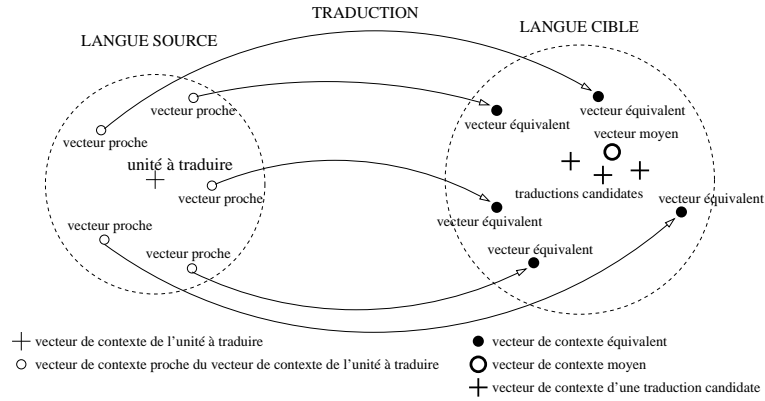 TRADUCTION
LANGUE SOURCE
LANGUE CIBLE
vecteur proche
vecteur équivalent
vecteur équivalent
vecteur proche
vecteur moyen
unité à traduire
vecteur proche
traductions candidates
vecteur équivalent
vecteur proche
vecteur équivalent
vecteur proche
vecteur équivalent
vecteur de contexte de l’unité à traduire
vecteur de contexte proche du vecteur de contexte de l’unité à traduire
vecteur de contexte équivalent
vecteur de contexte moyen
vecteur de contexte d'une traduction candidate